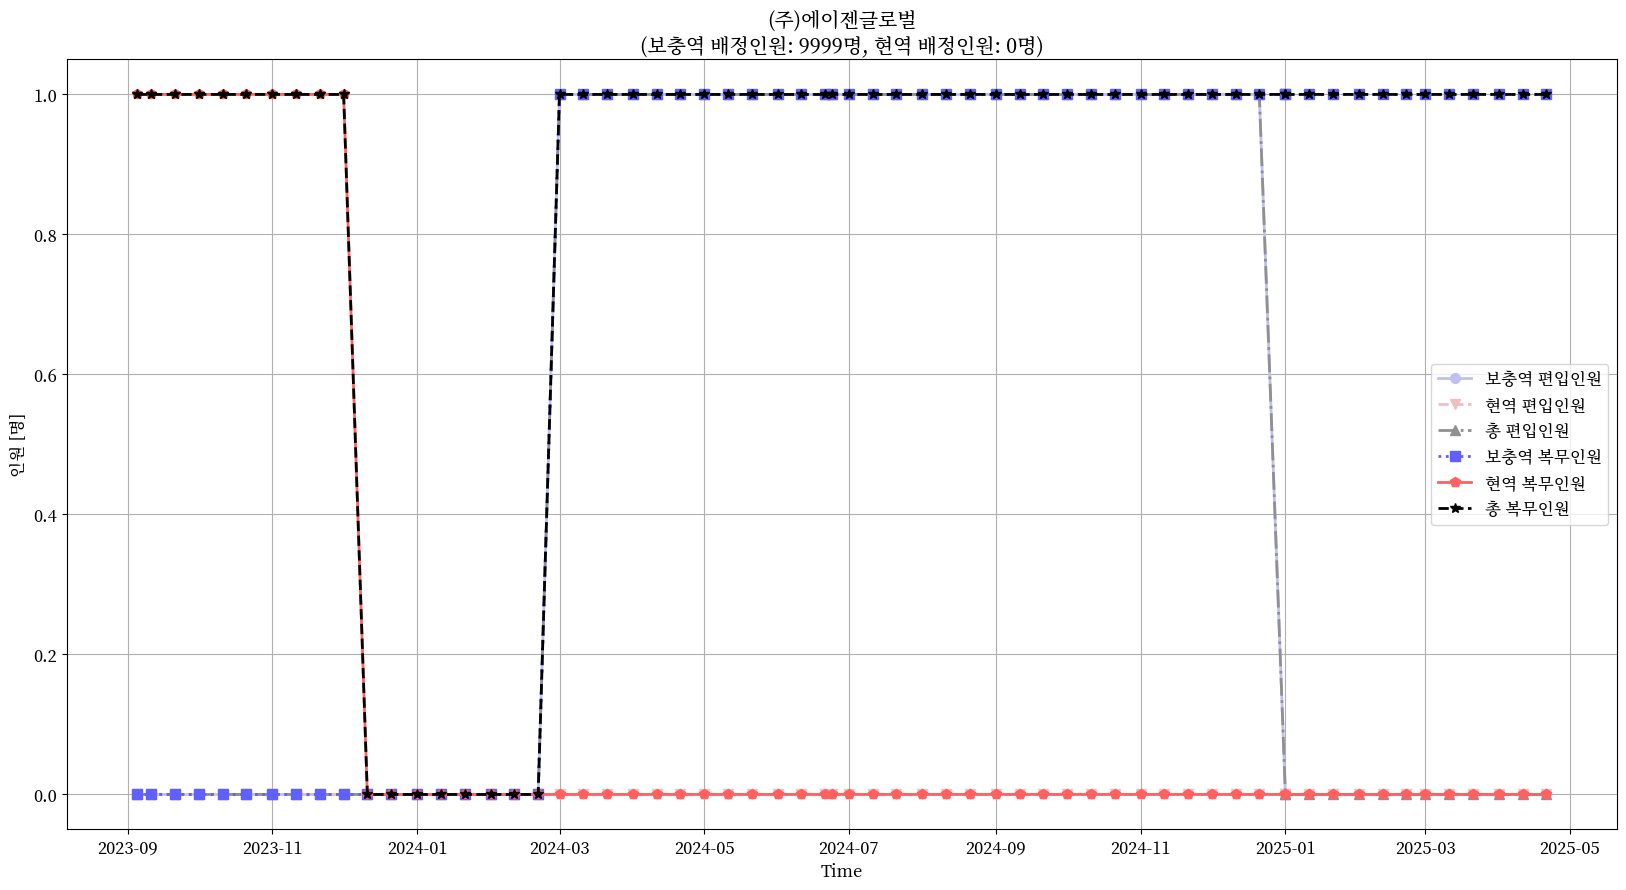 (주)에이젠글로벌
(보충역 배정인원: 9999명, 현역 배정인원: 0명)
인원 [명]
1.0
0.8
0.6
0.4
0.2
0.0
보충역 편입인원
현역 편입인원
총 편입인원
보충역 복무인원
현역 복무인원
총 복무인원
2023-09 2023-11 2024-01 2024-03 2024-05 2024-07 2024-09 2024-11 2025-01 2025-03 2025-05
Time